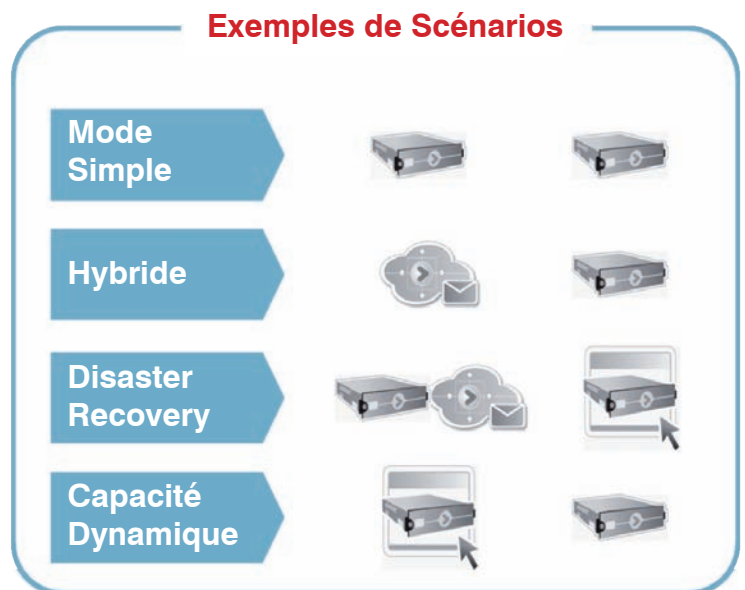 Exemples de Scénarios
Mode
Simple
Hybride
Disaster
Recovery
Capacité
Dynamique